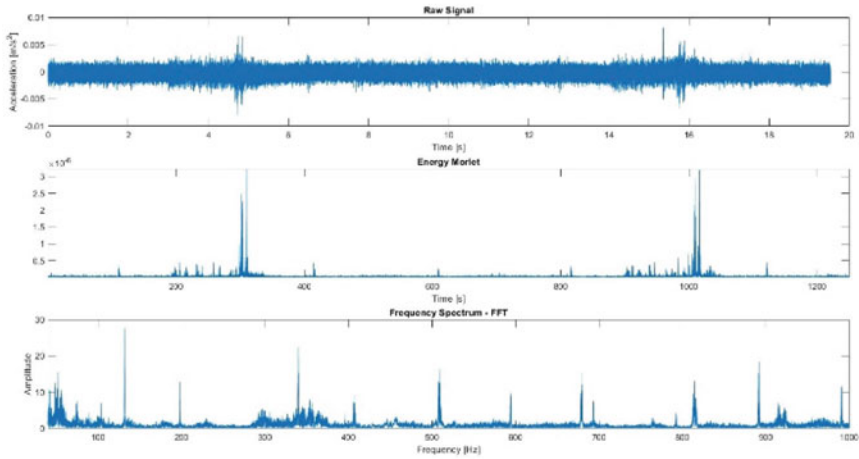 Raw Signal
Acceleration [m/s²]
0.01
0.005
0
-0.005
-0.01
0 2 4 6 8 10 12 14 16 18 20
Time [s]
Energy Morlet
×10⁻⁶
3
2.5
2
1.5
1
0.5
200 400 600 800 1000 1200
Time [s]
Frequency Spectrum - FFT
Amplitude
30
20
10
0
100 200 300 400 500 600 700 800 900 1000
Frequency [Hz]